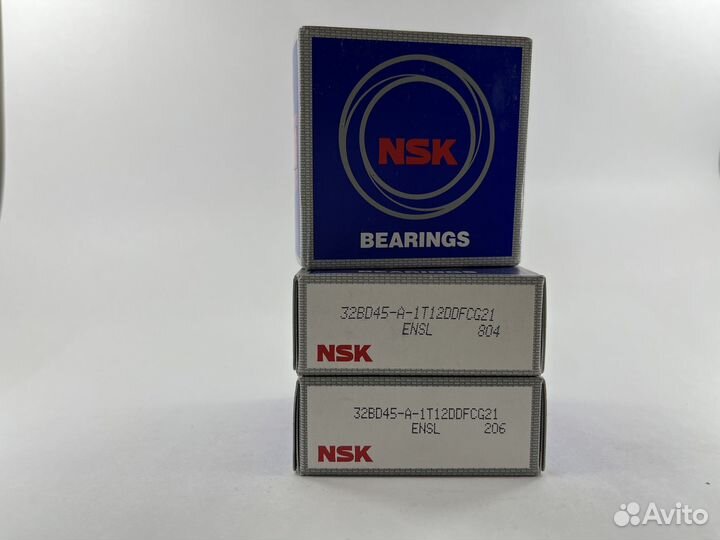 NSK
BEARINGS
32BD45-A-1T12DDFCG21
ENSL 804
NSK
32BD45-A-1T12DDFCG21
ENSL 206
NSK
Avito